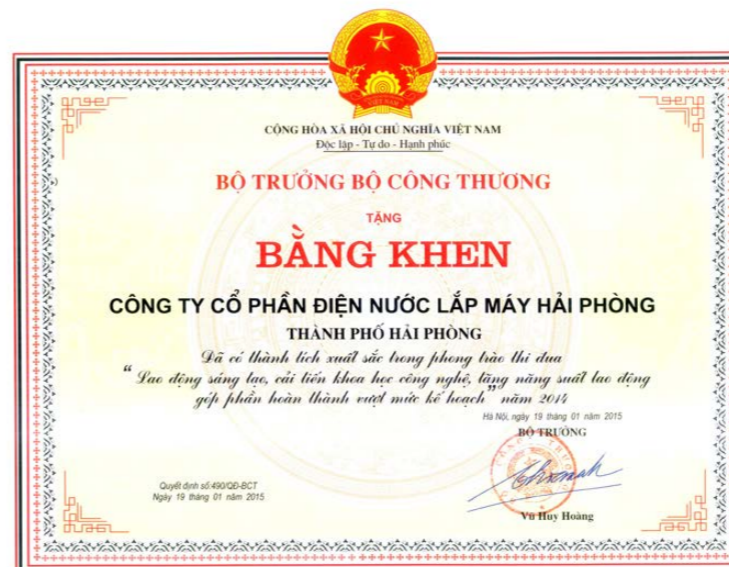 VIỆT NAM
CỘNG HÒA XÃ HỘI CHỦ NGHĨA VIỆT NAM
Độc lập - Tự do - Hạnh phúc
BỘ TRƯỞNG BỘ CÔNG THƯƠNG
TẶNG
BẰNG KHEN
CÔNG TY CỔ PHẦN ĐIỆN NƯỚC LẮP MÁY HẢI PHÒNG
THÀNH PHỐ HẢI PHÒNG
Đã có thành tích xuất sắc trong phong trào thi đua
“ Lao động sáng tạo, cải tiến khoa học công nghệ, tăng năng suất lao động
góp phần hoàn thành vượt mức kế hoạch” năm 2014
Hà Nội, ngày 19 tháng 01 năm 2015
BỘ TRƯỞNG
Quyết định số:490/QĐ-BCT
Ngày 19 tháng 01 năm 2015
Vũ Huy Hoàng